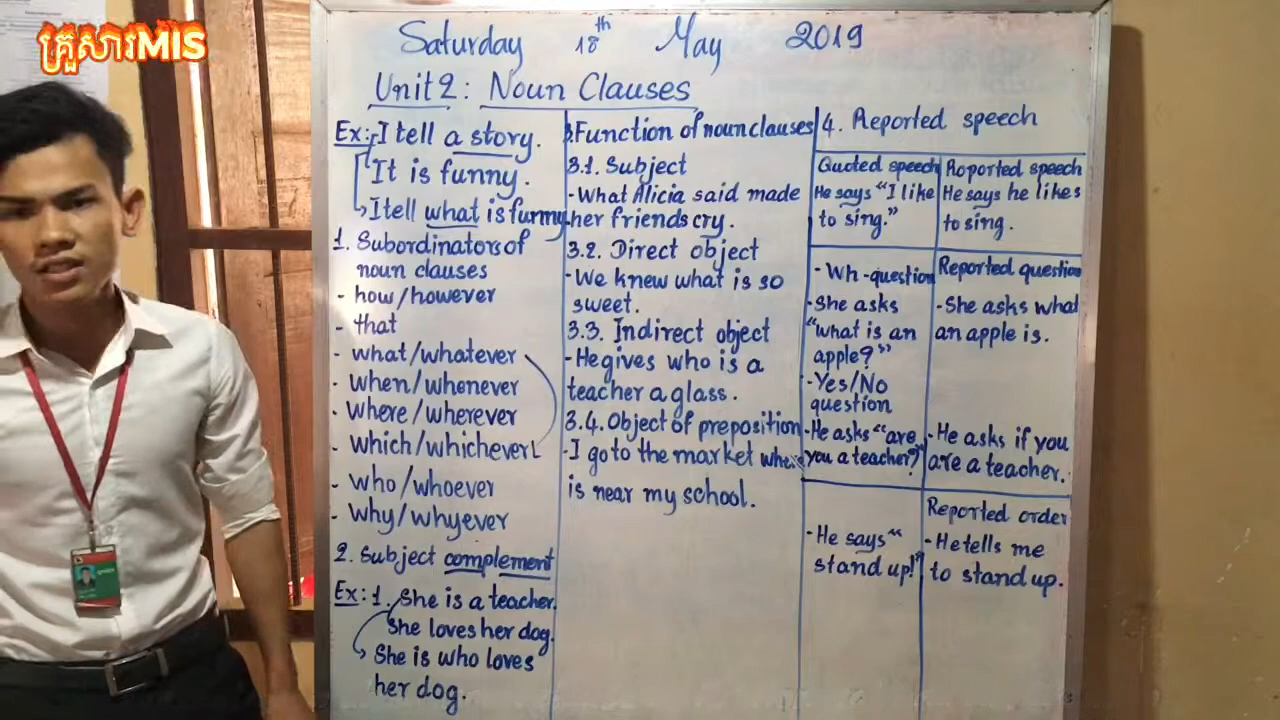 គ្រួសារMIS
Saturday 18th May 2019
Unit 2: Noun Clauses
Ex: I tell a story.
It is funny.
I tell what is funny.
1. Subordinators of
noun clauses
- how/however
- that
- what/whatever
- when/whenever
- where/wherever
- which/whichever
- who/whoever
- why/whyever
2. Subject complement
Ex: 1. She is a teacher.
She loves her dog.
She is who loves
her dog.
3. Function of noun clauses
3.1. Subject
- What Alicia said made
her friends cry.
3.2. Direct object
- We knew what is so
sweet.
3.3. Indirect object
- He gives who is a
teacher a glass.
3.4. Object of preposition
- I go to the market where
is near my school.
4. Reported speech
Quoted speech
He says "I like
to sing."
Roported speech
He says he likes
to sing.
- Wh-question
- She asks
"what is an
apple?"
- Yes/No
question
- He asks "are
you a teacher?"
Reported question
- She asks what
an apple is.
- He asks if you
are a teacher.
- He says "
stand up!"
Reported order
- He tells me
to stand up.